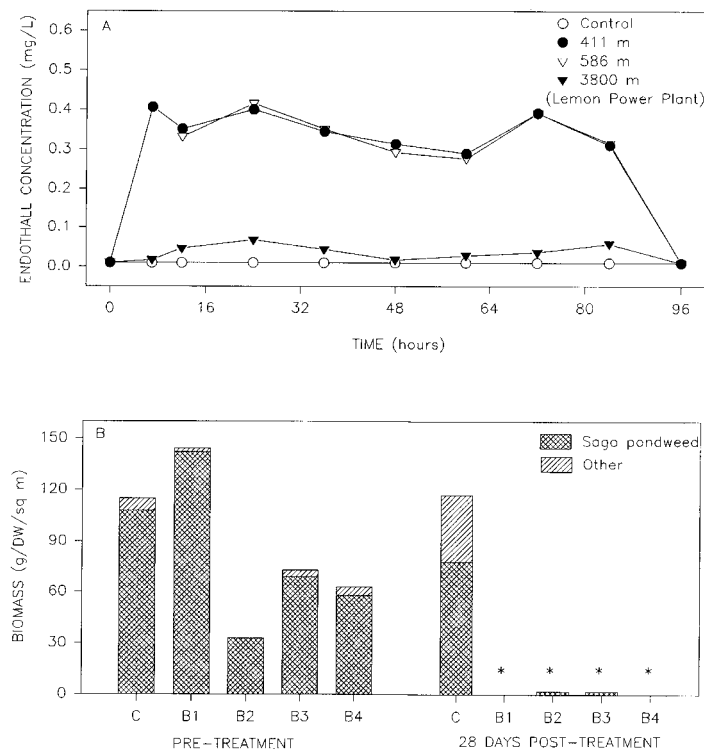 A
ENDOTHALL CONCENTRATION (mg/L)
0.6
0.5
0.4
0.3
0.2
0.1
0.0
Control
411 m
586 m
3800 m
(Lemon Power Plant)
0 16 32 48 64 80 96
TIME (hours)
B
BIOMASS (g/DW/sq m)
150
120
90
60
30
0
Sago pondweed
Other
* * * *
C B1 B2 B3 B4 C B1 B2 B3 B4
PRE-TREATMENT 28 DAYS POST-TREATMENT